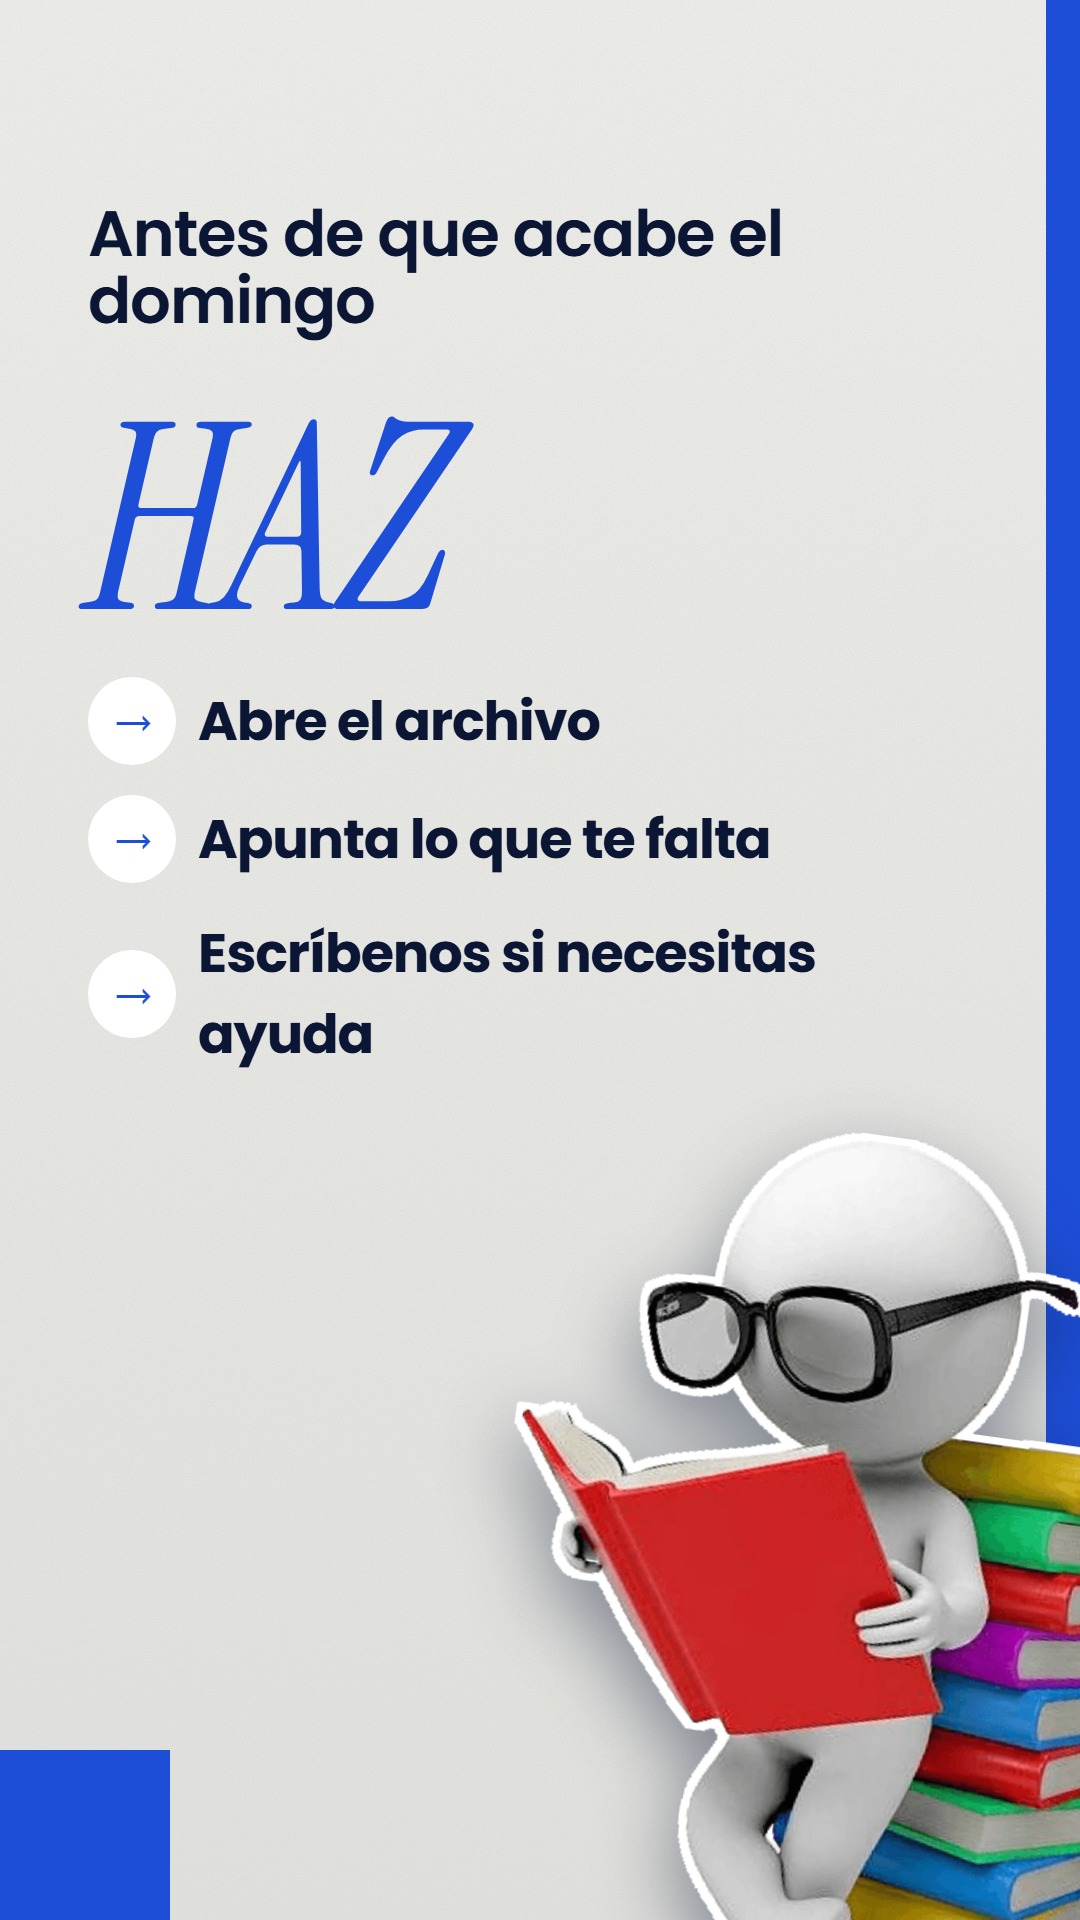 Antes de que acabe el
domingo
HAZ
→ Abre el archivo
→ Apunta lo que te falta
→ Escríbenos si necesitas
ayuda